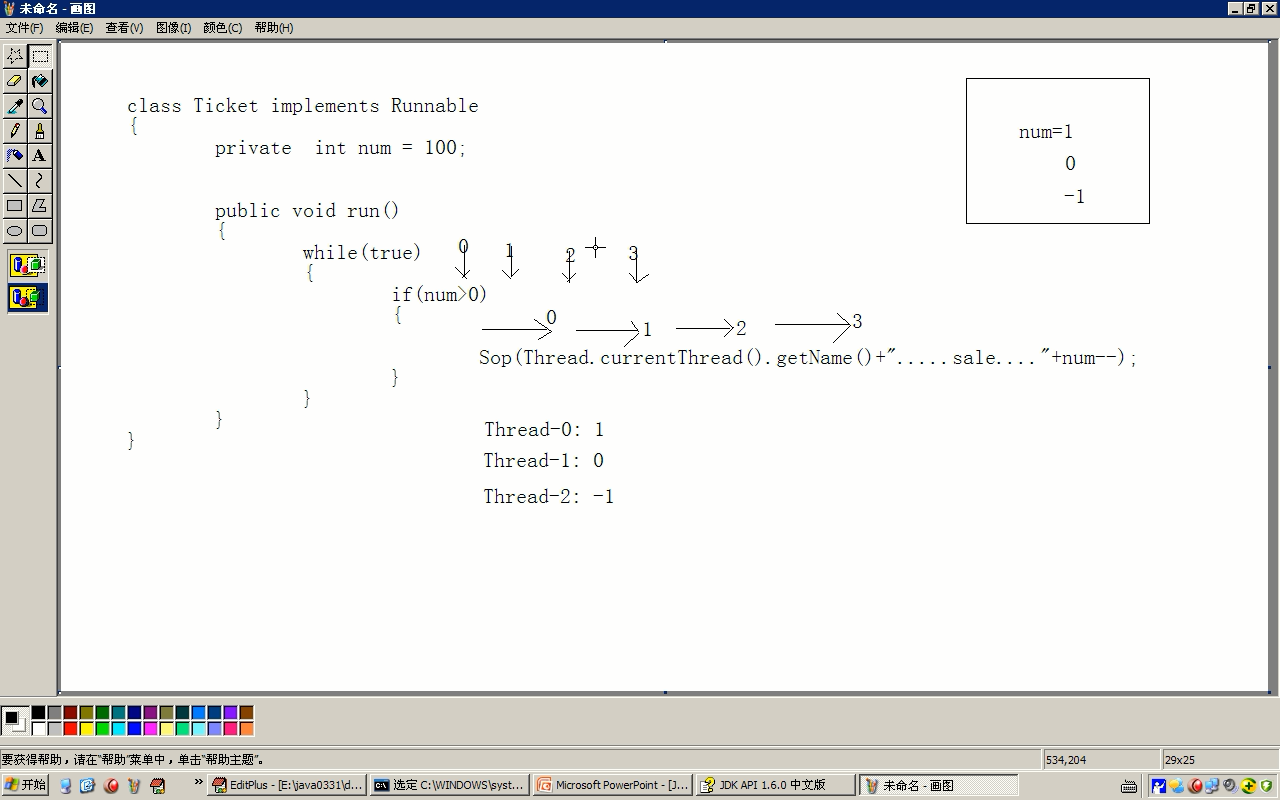 未命名 - 画图
文件(F) 编辑(E) 查看(V) 图像(I) 颜色(C) 帮助(H)
class Ticket implements Runnable
{
private int num = 100;
public void run()
{
while(true)
{
0 1 2 3
if(num>0)
{
0 1 2 3
Sop(Thread.currentThread().getName()+".....sale...."+num--);
}
}
}
}
num=1
0
-1
Thread-0: 1
Thread-1: 0
Thread-2: -1
要获得帮助，请在“帮助”菜单中，单击“帮助主题”。
534,204
29x25
开始
»
EditPlus - [E:\java0331\d...
选定 C:\WINDOWS\syst...
Microsoft PowerPoint - [J...
JDK API 1.6.0 中文版
未命名 - 画图